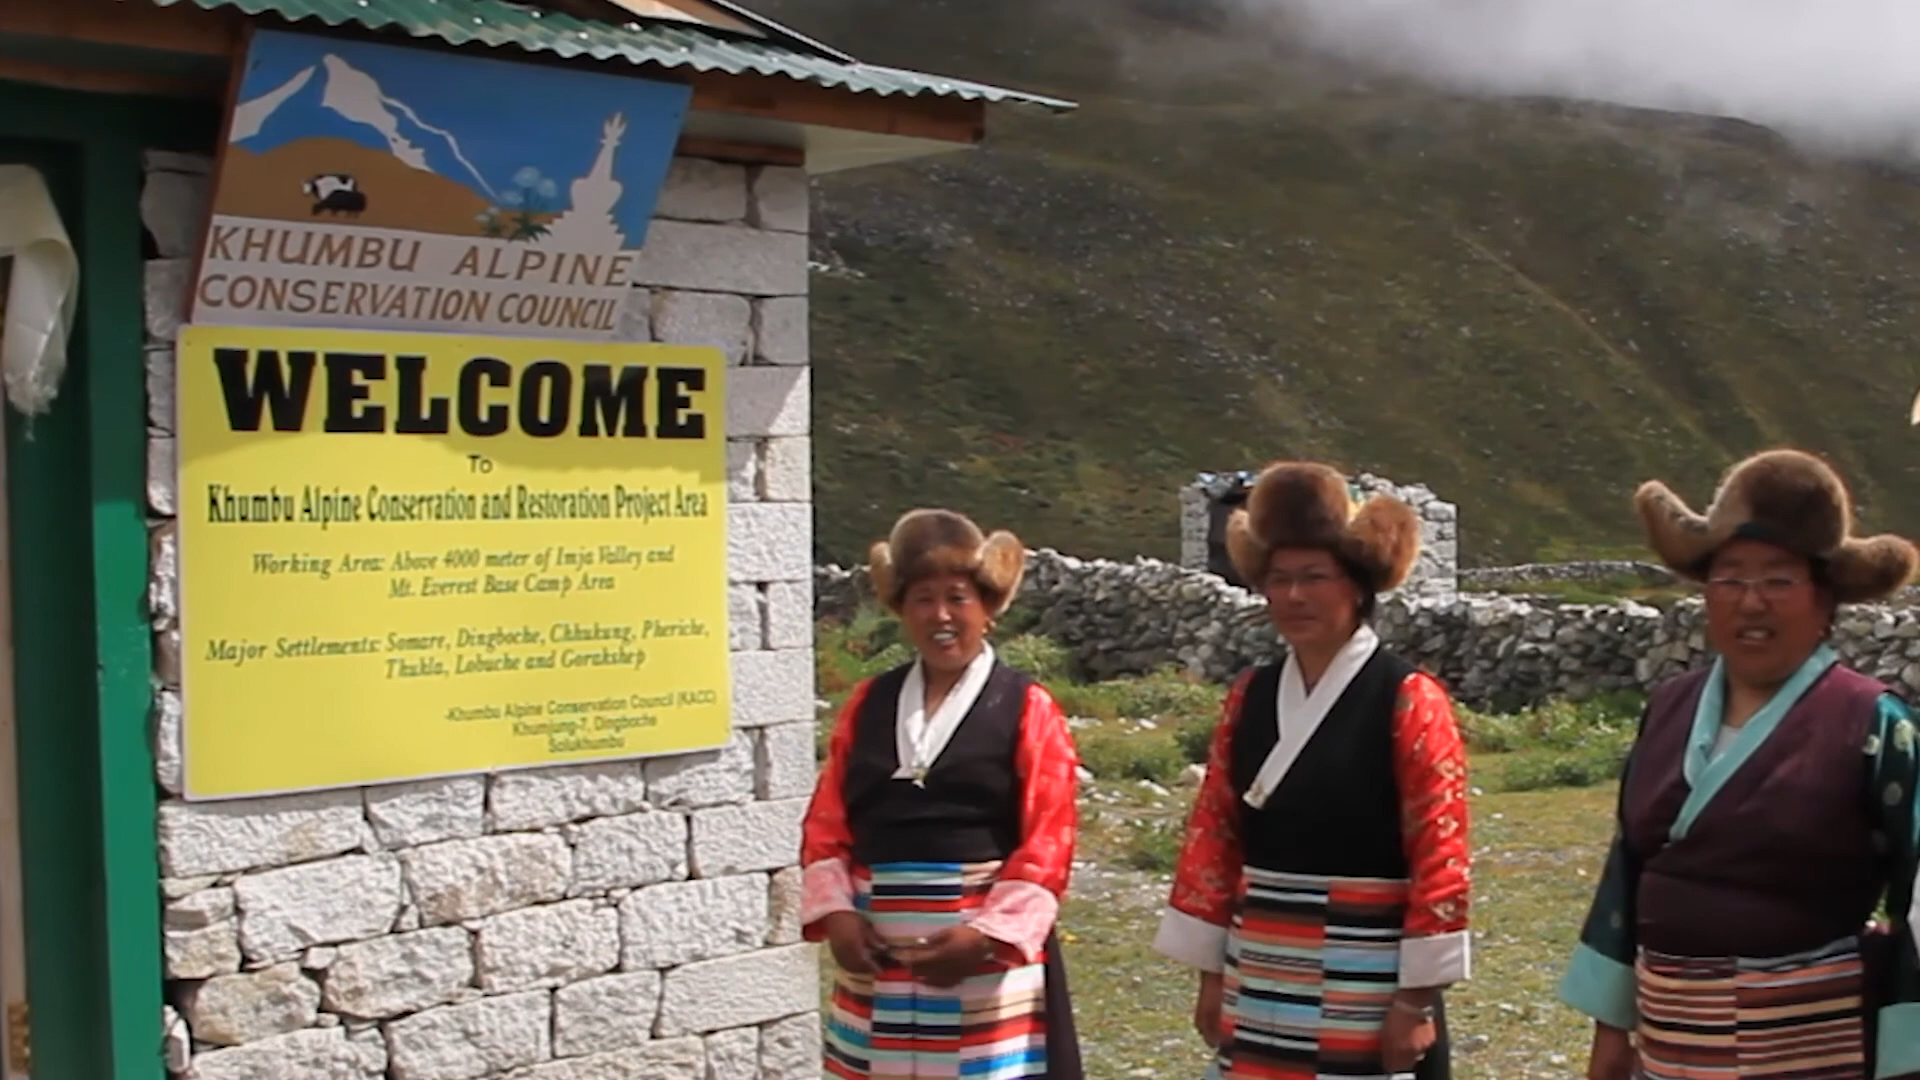 KHUMBU ALPINE
CONSERVATION COUNCIL
WELCOME
To
Khumbu Alpine Conservation and Restoration Project Area
Working Area: Above 4000 meter of Imja Valley and
Mt. Everest Base Camp Area
Major Settlements: Somare, Dingboche, Chhukung, Pheriche,
Thukla, Lobuche and Gorakshep
-Khumbu Alpine Conservation Council (KACC)
Khumjung-7, Dingboche
Solukhumbu